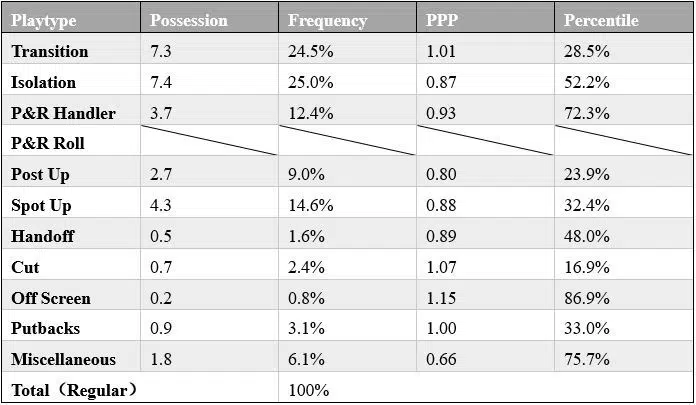 Playtype Possession Frequency PPP Percentile
Transition 7.3 24.5% 1.01 28.5%
Isolation 7.4 25.0% 0.87 52.2%
P&R Handler 3.7 12.4% 0.93 72.3%
P&R Roll
Post Up 2.7 9.0% 0.80 23.9%
Spot Up 4.3 14.6% 0.88 32.4%
Handoff 0.5 1.6% 0.89 48.0%
Cut 0.7 2.4% 1.07 16.9%
Off Screen 0.2 0.8% 1.15 86.9%
Putbacks 0.9 3.1% 1.00 33.0%
Miscellaneous 1.8 6.1% 0.66 75.7%
Total（Regular） 100%